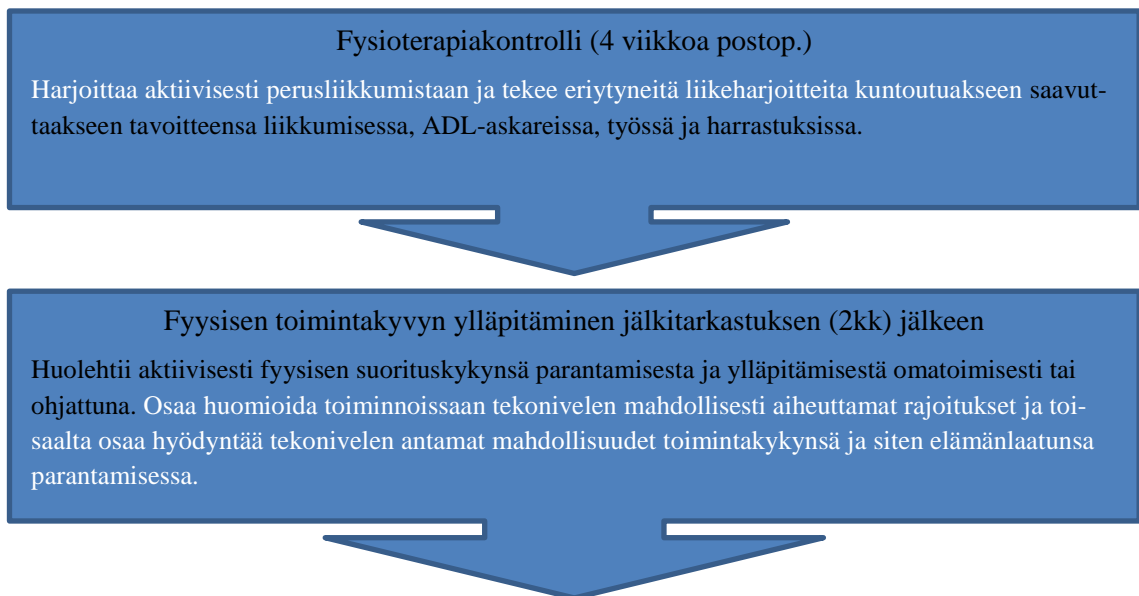 Fysioterapiakontrolli (4 viikkoa postop.)
Harjoittaa aktiivisesti perusliikkumistaan ja tekee eriytyneitä liikeharjoitteita kuntoutuakseen saavut-
taakseen tavoitteensa liikkumisessa, ADL-askareissa, työssä ja harrastuksissa.
Fyysisen toimintakyvyn ylläpitäminen jälkitarkastuksen (2kk) jälkeen
Huolehtii aktiivisesti fyysisen suorituskykynsä parantamisesta ja ylläpitämisestä omatoimisesti tai
ohjattuna. Osaa huomioida toiminnoissaan tekonivelen mahdollisesti aiheuttamat rajoitukset ja toi-
saalta osaa hyödyntää tekonivelen antamat mahdollisuudet toimintakykynsä ja siten elämänlaatunsa
parantamisessa.